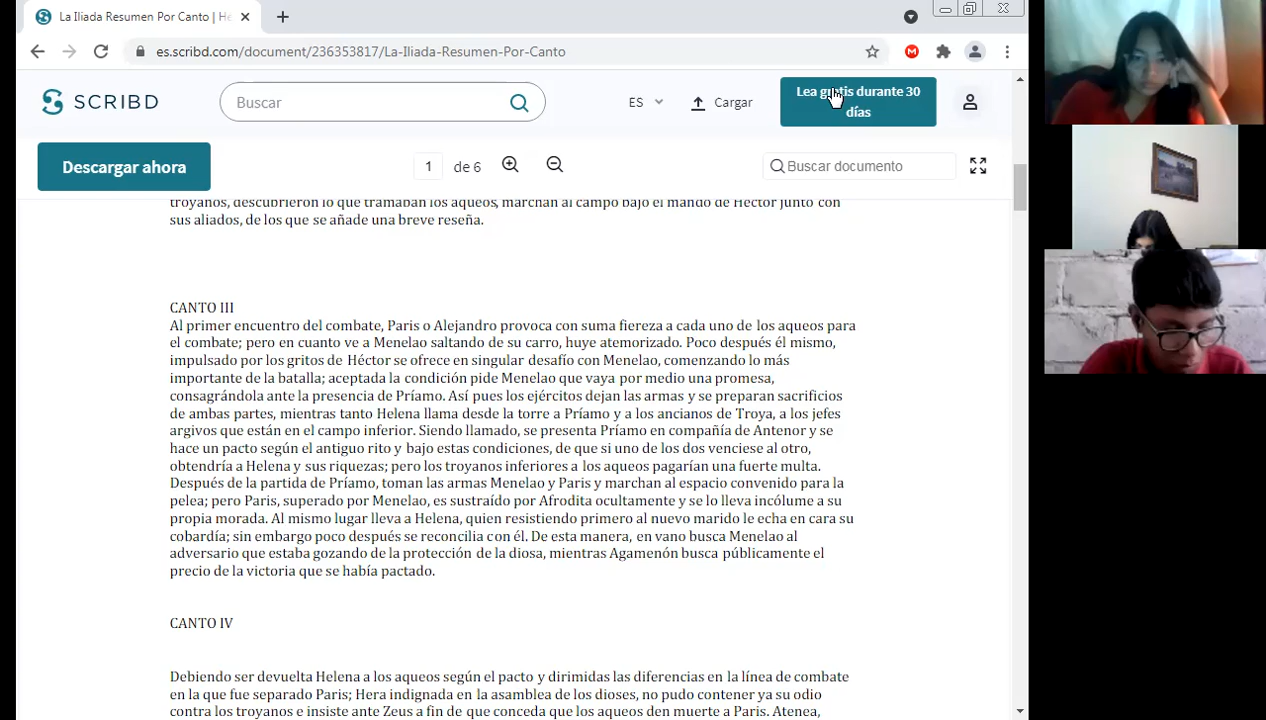 La Iliada Resumen Por Canto | He
es.scribd.com/document/236353817/La-Iliada-Resumen-Por-Canto
SCRIBD
Buscar
ES
Cargar
Lea gratis durante 30
días
Descargar ahora
1 de 6
Buscar documento
troyanos, descubrieron lo que tramaban los aqueos, marchan al campo bajo el mando de Héctor junto con
sus aliados, de los que se añade una breve reseña.
CANTO III
Al primer encuentro del combate, Paris o Alejandro provoca con suma fiereza a cada uno de los aqueos para
el combate; pero en cuanto ve a Menelao saltando de su carro, huye atemorizado. Poco después él mismo,
impulsado por los gritos de Héctor se ofrece en singular desafío con Menelao, comenzando lo más
importante de la batalla; aceptada la condición pide Menelao que vaya por medio una promesa,
consagrándola ante la presencia de Príamo. Así pues los ejércitos dejan las armas y se preparan sacrificios
de ambas partes, mientras tanto Helena llama desde la torre a Príamo y a los ancianos de Troya, a los jefes
argivos que están en el campo inferior. Siendo llamado, se presenta Príamo en compañía de Antenor y se
hace un pacto según el antiguo rito y bajo estas condiciones, de que si uno de los dos venciese al otro,
obtendría a Helena y sus riquezas; pero los troyanos inferiores a los aqueos pagarían una fuerte multa.
Después de la partida de Príamo, toman las armas Menelao y Paris y marchan al espacio convenido para la
pelea; pero Paris, superado por Menelao, es sustraído por Afrodita ocultamente y se lo lleva incólume a su
propia morada. Al mismo lugar lleva a Helena, quien resistiendo primero al nuevo marido le echa en cara su
cobardía; sin embargo poco después se reconcilia con él. De esta manera, en vano busca Menelao al
adversario que estaba gozando de la protección de la diosa, mientras Agamenón busca públicamente el
precio de la victoria que se había pactado.
CANTO IV
Debiendo ser devuelta Helena a los aqueos según el pacto y dirimidas las diferencias en la línea de combate
en la que fue separado Paris; Hera indignada en la asamblea de los dioses, no pudo contener ya su odio
contra los troyanos e insiste ante Zeus a fin de que conceda que los aqueos den muerte a Paris. Atenea,